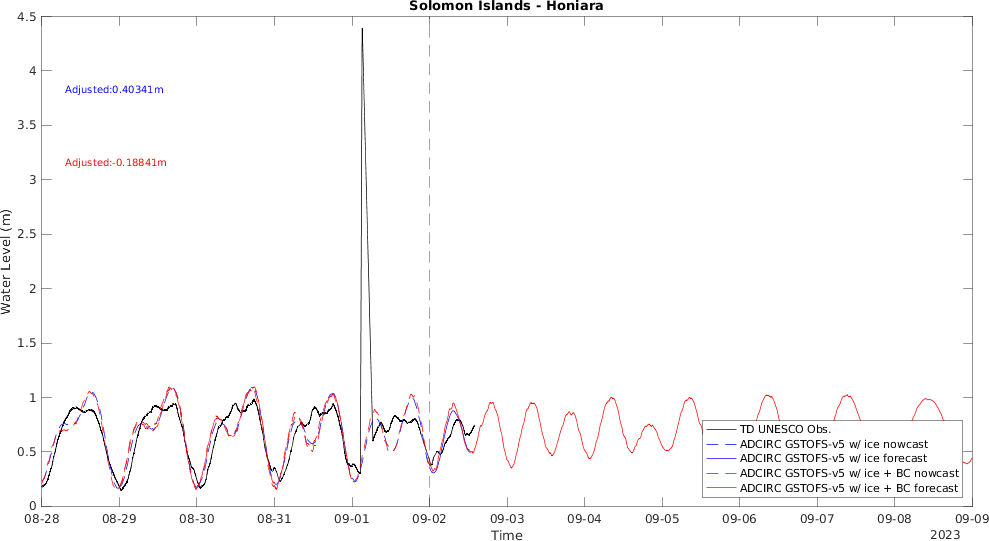 Solomon Islands - Honiara
4.5
4
3.5
3
2.5
2
1.5
1
0.5
0
Water Level (m)
Adjusted:0.40341m
Adjusted:-0.18841m
TD UNESCO Obs.
ADCIRC GSTOFS-v5 w/ ice nowcast
ADCIRC GSTOFS-v5 w/ ice forecast
ADCIRC GSTOFS-v5 w/ ice + BC nowcast
ADCIRC GSTOFS-v5 w/ ice + BC forecast
08-28 08-29 08-30 08-31 09-01 09-02 09-03 09-04 09-05 09-06 09-07 09-08 09-09
Time
2023